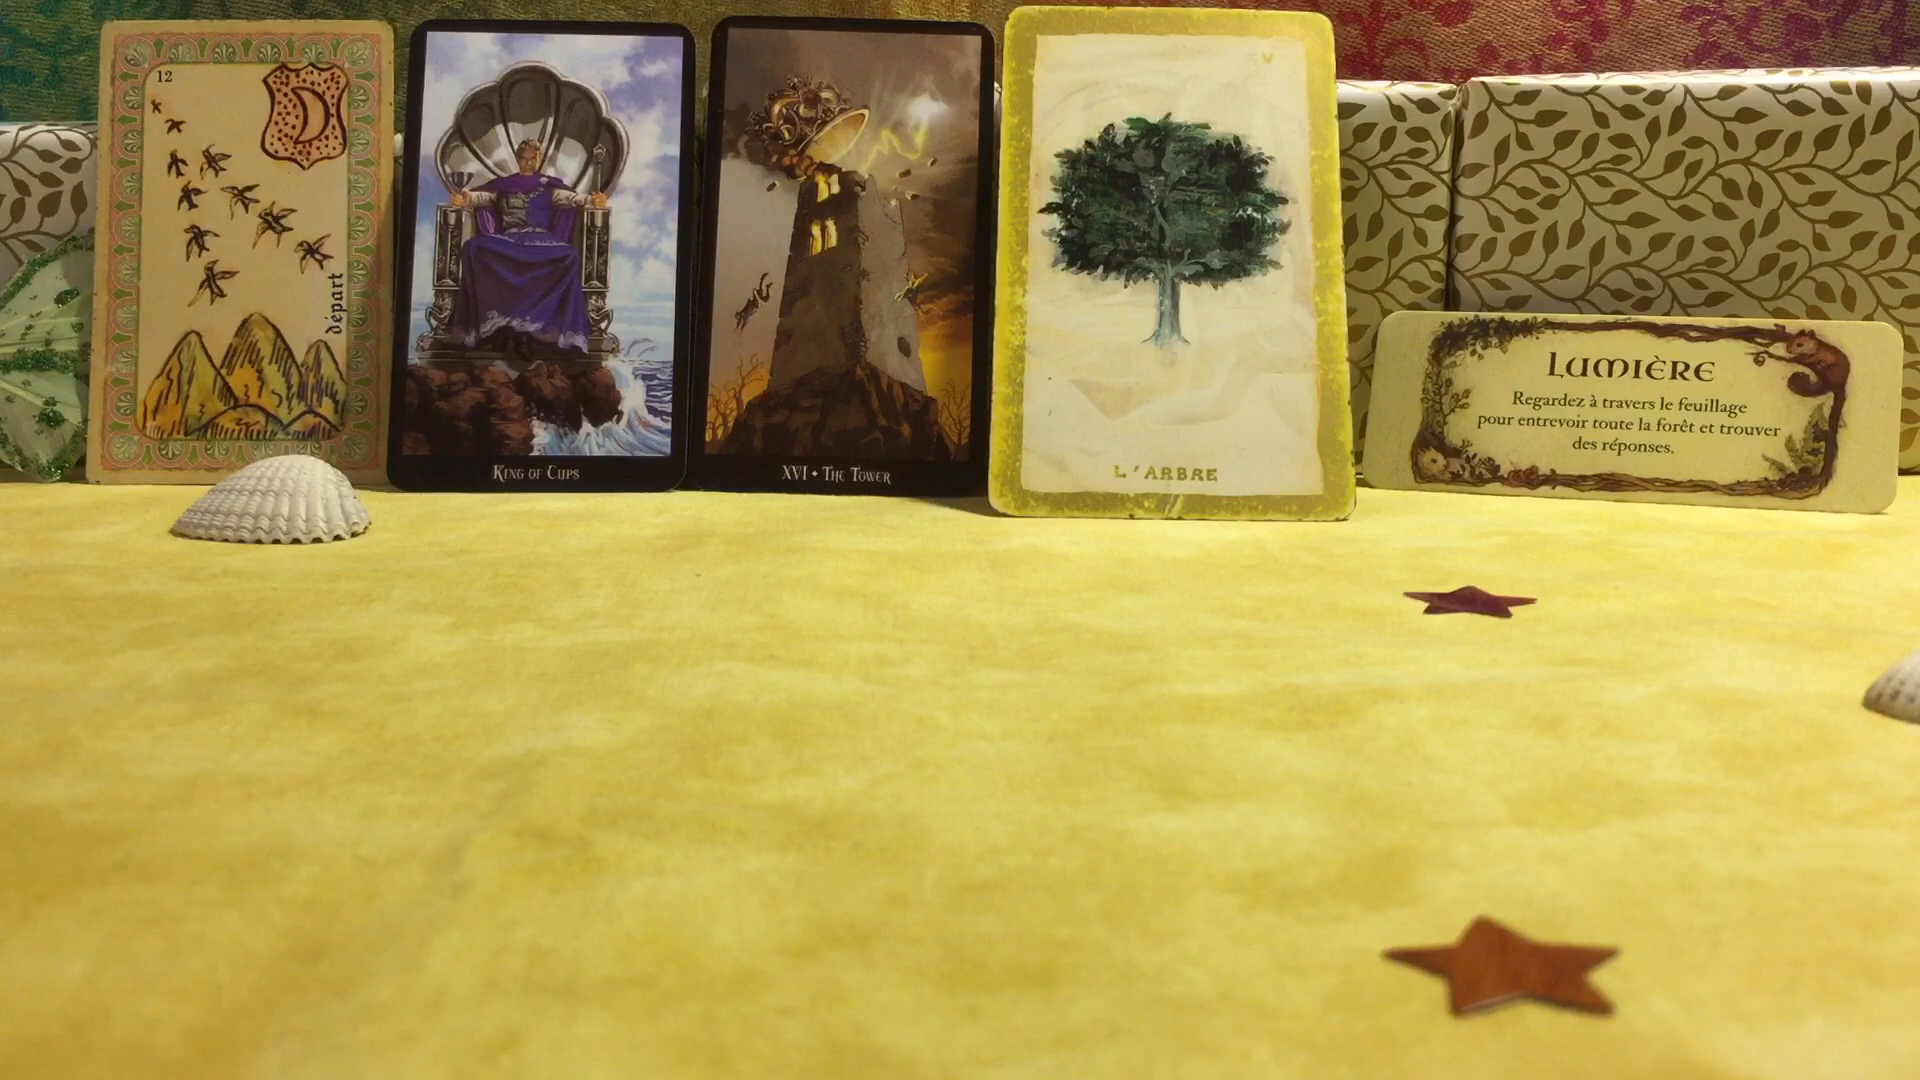 12
départ
King of Cups
XVI • The Tower
V
L'ARBRE
LUMIÈRE
Regardez à travers le feuillage
pour entrevoir toute la forêt et trouver
des réponses.